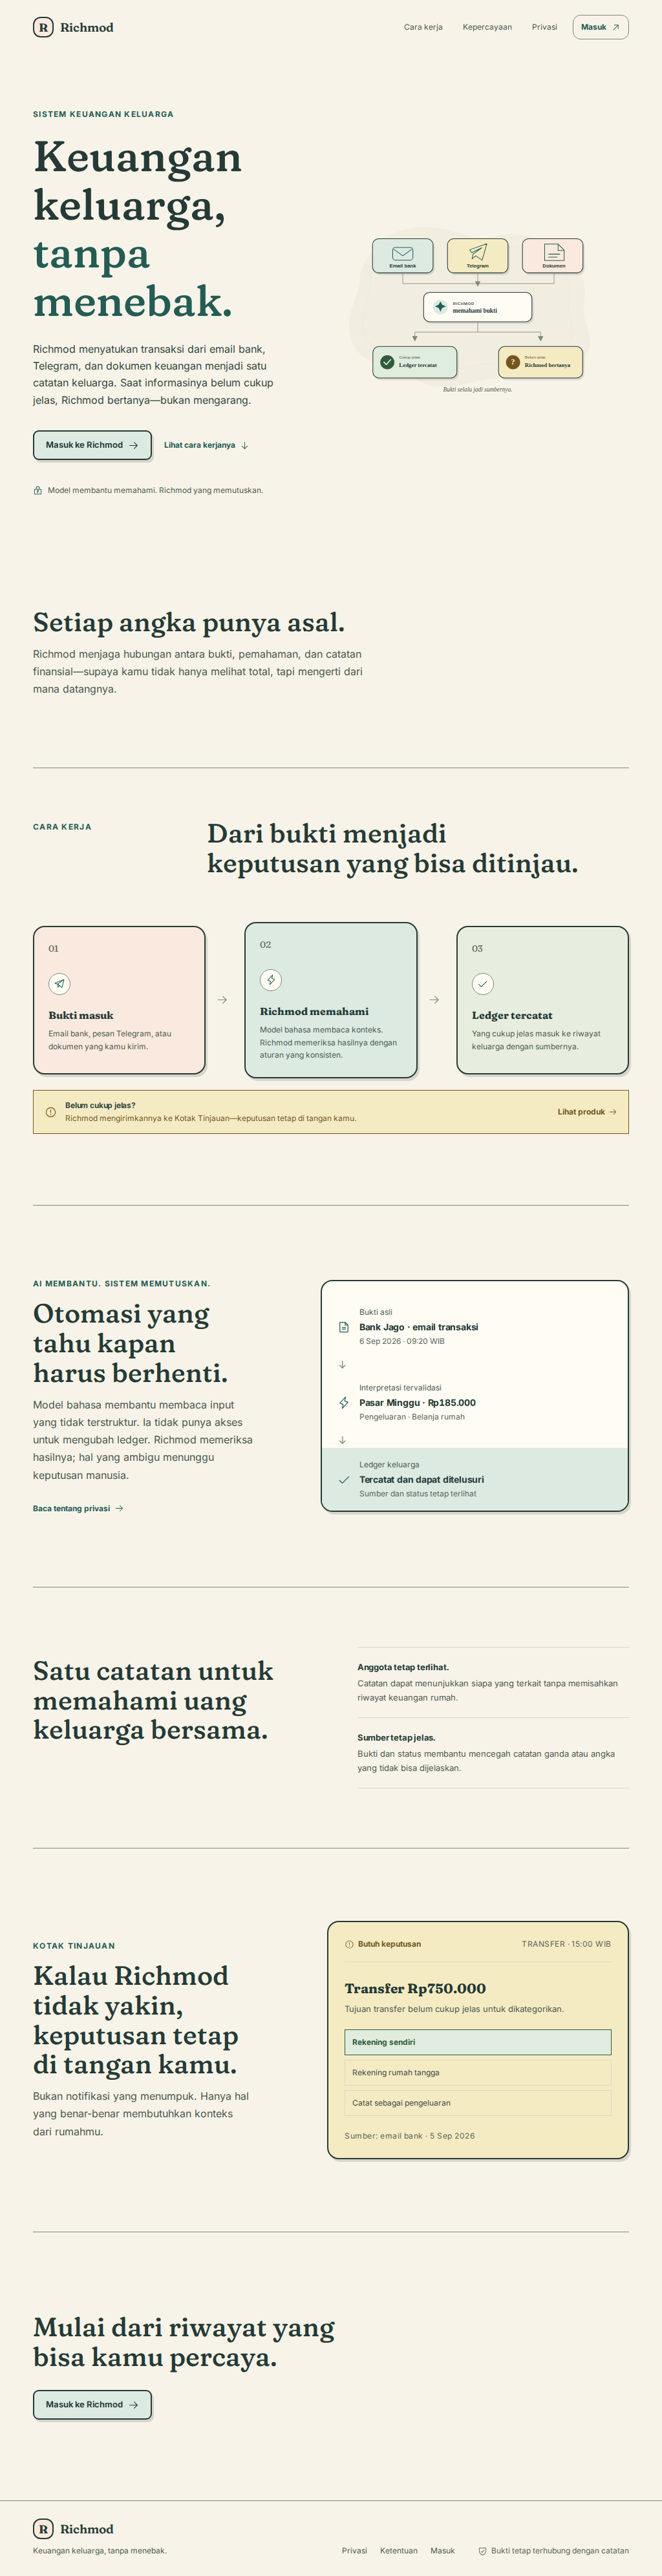 R Richmod
Cara kerja Kepercayaan Privasi Masuk
SISTEM KEUANGAN KELUARGA
Keuangan
keluarga,
tanpa
menebak.
Richmod menyatukan transaksi dari email bank,
Telegram, dan dokumen keuangan menjadi satu
catatan keluarga. Saat informasinya belum cukup
jelas, Richmod bertanya—bukan mengarang.
Masuk ke Richmod Lihat cara kerjanya
Model membantu memahami. Richmod yang memutuskan.
Email bank Telegram Dokumen
RICHMOD
memahami bukti
Cukup jelas
Ledger tercatat
?
Richmod bertanya
Bukti selalu jadi sumbernya.
Setiap angka punya asal.
Richmod menjaga hubungan antara bukti, pemahaman, dan catatan
finansial—supaya kamu tidak hanya melihat total, tapi mengerti dari
mana datangnya.
CARA KERJA
Dari bukti menjadi
keputusan yang bisa ditinjau.
01
Bukti masuk
Email bank, pesan Telegram, atau
dokumen yang kamu kirim.
02
Richmod memahami
Model bahasa membaca konteks.
Richmod memeriksa hasilnya dengan
aturan yang konsisten.
03
Ledger tercatat
Yang cukup jelas masuk ke riwayat
keluarga dengan sumbernya.
Belum cukup jelas?
Richmod mengirimkannya ke Kotak Tinjauan—keputusan tetap di tangan kamu.
Lihat produk
AI MEMBANTU. SISTEM MEMUTUSKAN.
Otomasi yang
tahu kapan
harus berhenti.
Model bahasa membantu membaca input
yang tidak terstruktur. Ia tidak punya akses
untuk mengubah ledger. Richmod memeriksa
hasilnya; hal yang ambigu menunggu
keputusan manusia.
Baca tentang privasi
Bukti asli
Bank Jago · email transaksi
6 Sep 2026 · 09:20 WIB
Interpretasi tervalidasi
Pasar Minggu · Rp185.000
Pengeluaran · Belanja rumah
Ledger keluarga
Tercatat dan dapat ditelusuri
Sumber dan status tetap terlihat
Satu catatan untuk
memahami uang
keluarga bersama.
Anggota tetap terlihat.
Catatan dapat menunjukkan siapa yang terkait tanpa memisahkan
riwayat keuangan rumah.
Sumber tetap jelas.
Bukti dan status membantu mencegah catatan ganda atau angka
yang tidak bisa dijelaskan.
KOTAK TINJAUAN
Kalau Richmod
tidak yakin,
keputusan tetap
di tangan kamu.
Bukan notifikasi yang menumpuk. Hanya hal
yang benar-benar membutuhkan konteks
dari rumahmu.
Butuh keputusan TRANSFER · 15:00 WIB
Transfer Rp750.000
Tujuan transfer belum cukup jelas untuk dikategorikan.
Rekening sendiri
Rekening rumah tangga
Catat sebagai pengeluaran
Sumber: email bank · 5 Sep 2026
Mulai dari riwayat yang
bisa kamu percaya.
Masuk ke Richmod
R Richmod
Keuangan keluarga, tanpa menebak.
Privasi Ketentuan Masuk Bukti tetap terhubung dengan catatan